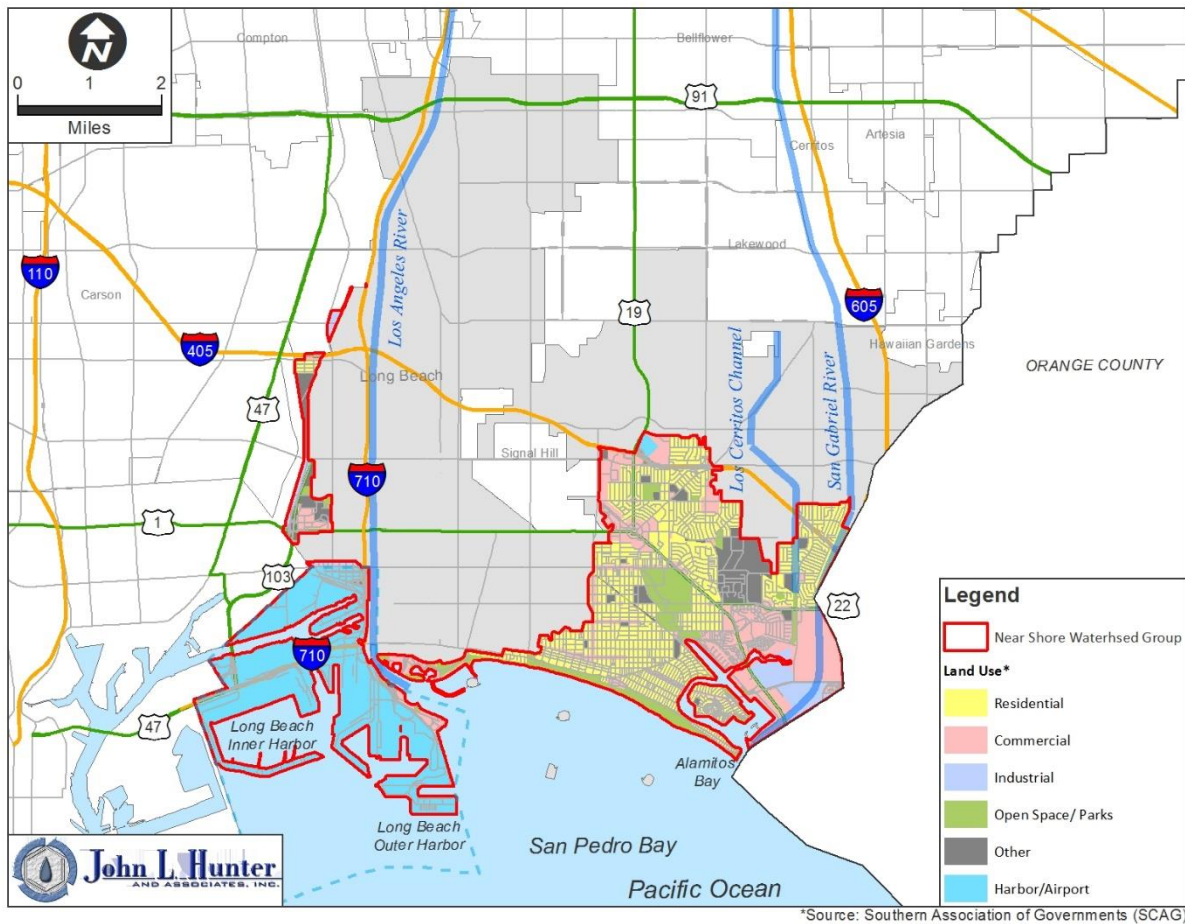 N
0 1 2
Miles
Compton
Bellflower
91
Artesia
Cerritos
Los Angeles River
Lakewood
110
Carson
19
605
405
Hawaiian Gardens
ORANGE COUNTY
Long Beach
47
Los Cerritos Channel
San Gabriel River
Signal Hill
710
1
103
22
710
47
Long Beach
Inner Harbor
Alamitos
Bay
Long Beach
Outer Harbor
San Pedro Bay
Pacific Ocean
Legend
Near Shore Waterhsed Group
Land Use*
Residential
Commercial
Industrial
Open Space/ Parks
Other
Harbor/Airport
John L. Hunter
AND ASSOCIATES, INC.
*Source: Southern Association of Governments (SCAG)